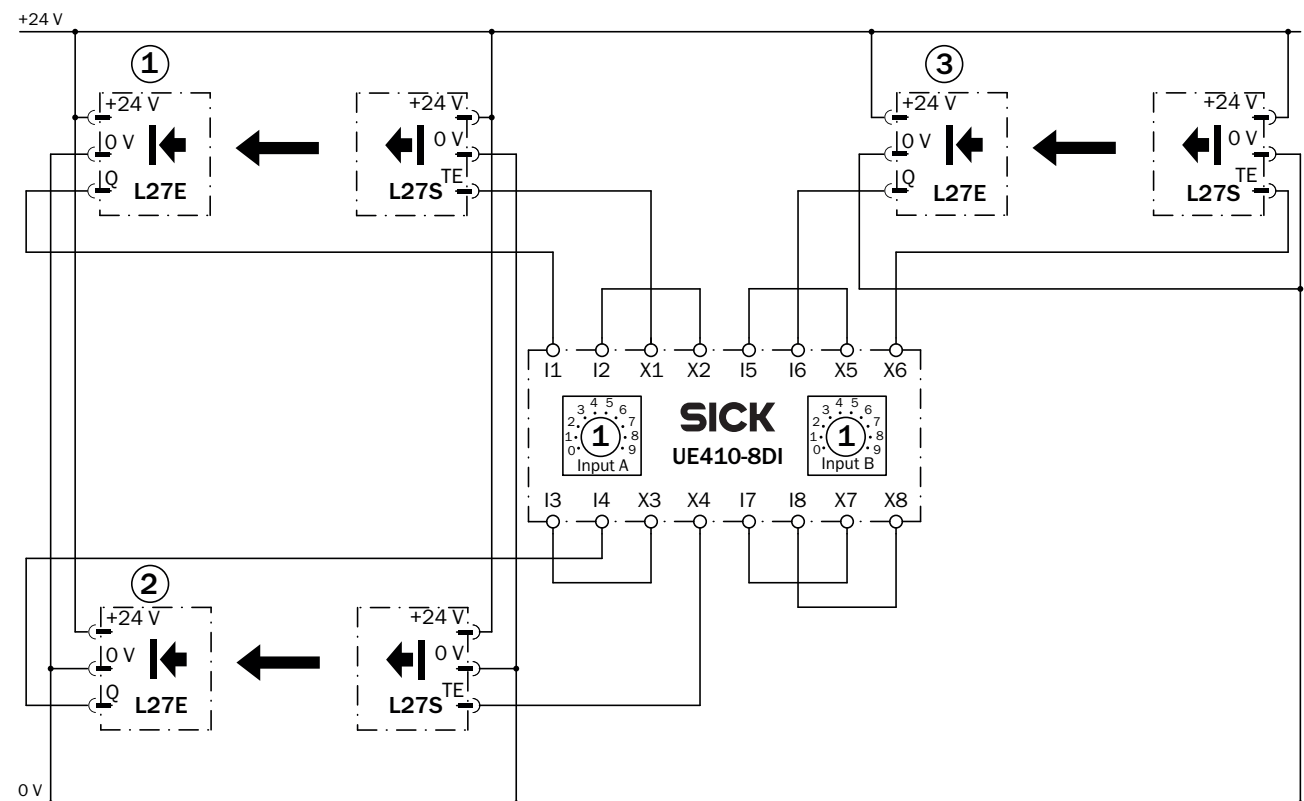 +24 V
1
3
+24 V
+24 V
+24 V
+24 V
0 V
0 V
0 V
0 V
Q
TE
Q
TE
L27E
L27S
L27E
L27S
I1 I2 X1 X2 I5 I6 X5 X6
0 1 2 3 4 5 6 7 8 9
1
Input A
SICK
UE410-8DI
0 1 2 3 4 5 6 7 8 9
1
Input B
I3 I4 X3 X4 I7 I8 X7 X8
2
+24 V
+24 V
0 V
0 V
Q
TE
L27E
L27S
0 V